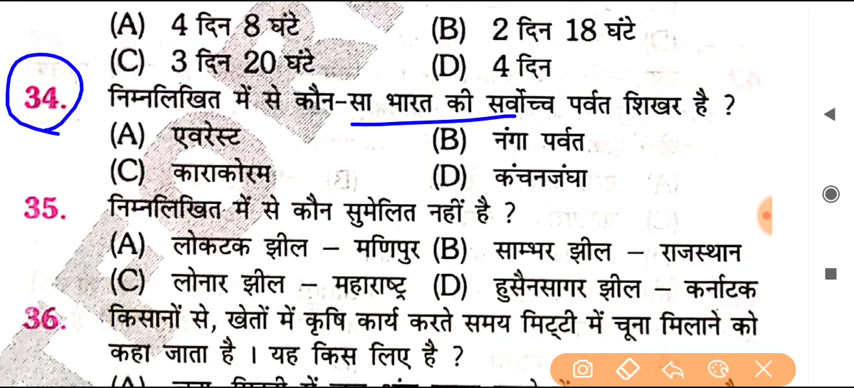 (A) 4 दिन 8 घंटे (B) 2 दिन 18 घंटे
(C) 3 दिन 20 घंटे (D) 4 दिन
34. निम्नलिखित में से कौन-सा भारत की सर्वोच्च पर्वत शिखर है ?
(A) एवरेस्ट (B) नंगा पर्वत
(C) काराकोरम (D) कंचनजंघा
35. निम्नलिखित में से कौन सुमेलित नहीं है ?
(A) लोकटक झील – मणिपुर (B) साम्भर झील – राजस्थान
(C) लोनार झील – महाराष्ट्र (D) हुसैनसागर झील – कर्नाटक
36. किसानों से, खेतों में कृषि कार्य करते समय मिट्टी में चूना मिलाने को
कहा जाता है । यह किस लिए है ?
(A)